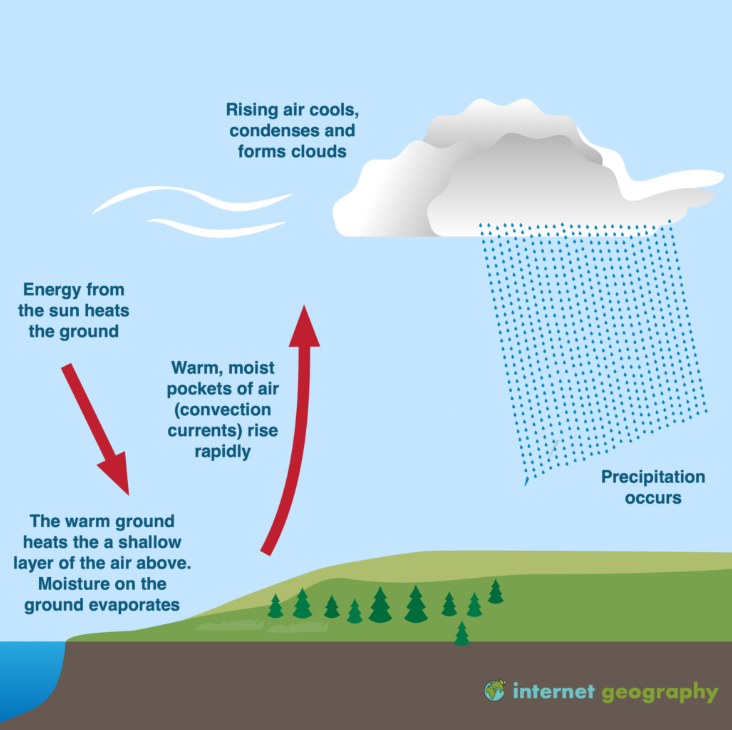 Rising air cools,
condenses and
forms clouds
Energy from
the sun heats
the ground
Warm, moist
pockets of air
(convection
currents) rise
rapidly
Precipitation
occurs
The warm ground
heats the a shallow
layer of the air above.
Moisture on the
ground evaporates
internet geography